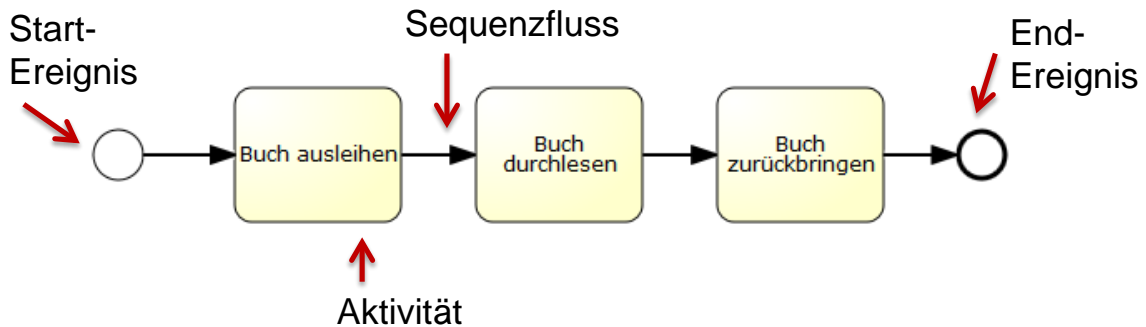 Start-
Ereignis
Sequenzfluss
End-
Ereignis
Buch ausleihen
Buch
durchlesen
Buch
zurückbringen
Aktivität